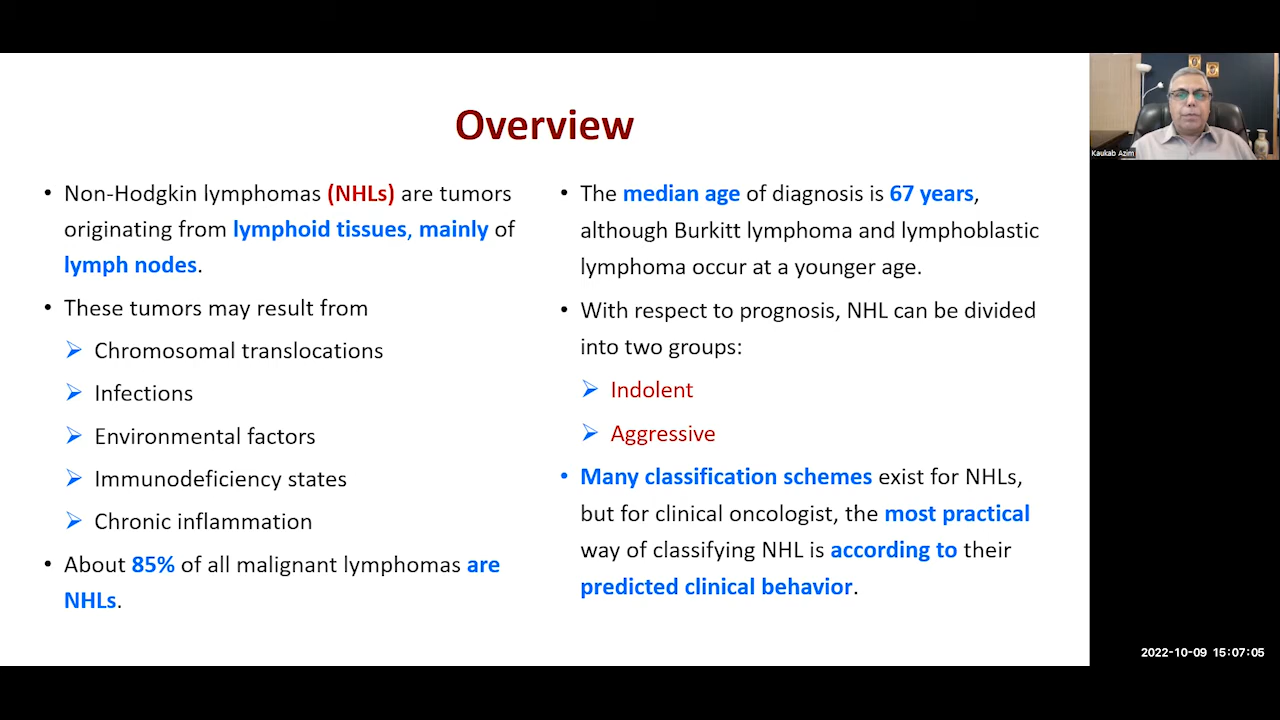 Overview
• Non-Hodgkin lymphomas (NHLs) are tumors
originating from lymphoid tissues, mainly of
lymph nodes.
• These tumors may result from
➢ Chromosomal translocations
➢ Infections
➢ Environmental factors
➢ Immunodeficiency states
➢ Chronic inflammation
• About 85% of all malignant lymphomas are
NHLs.
• The median age of diagnosis is 67 years,
although Burkitt lymphoma and lymphoblastic
lymphoma occur at a younger age.
• With respect to prognosis, NHL can be divided
into two groups:
➢ Indolent
➢ Aggressive
• Many classification schemes exist for NHLs,
but for clinical oncologist, the most practical
way of classifying NHL is according to their
predicted clinical behavior.
Kaukab Azim
2022-10-09 15:07:05